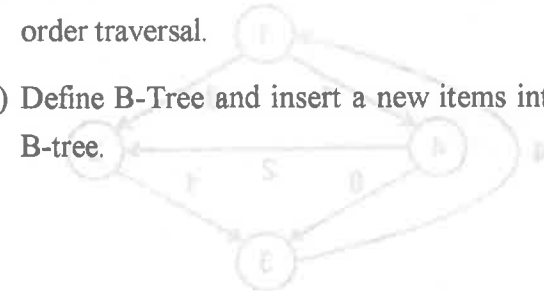 order traversal.
) Define B-Tree and insert a new items int
B-tree.